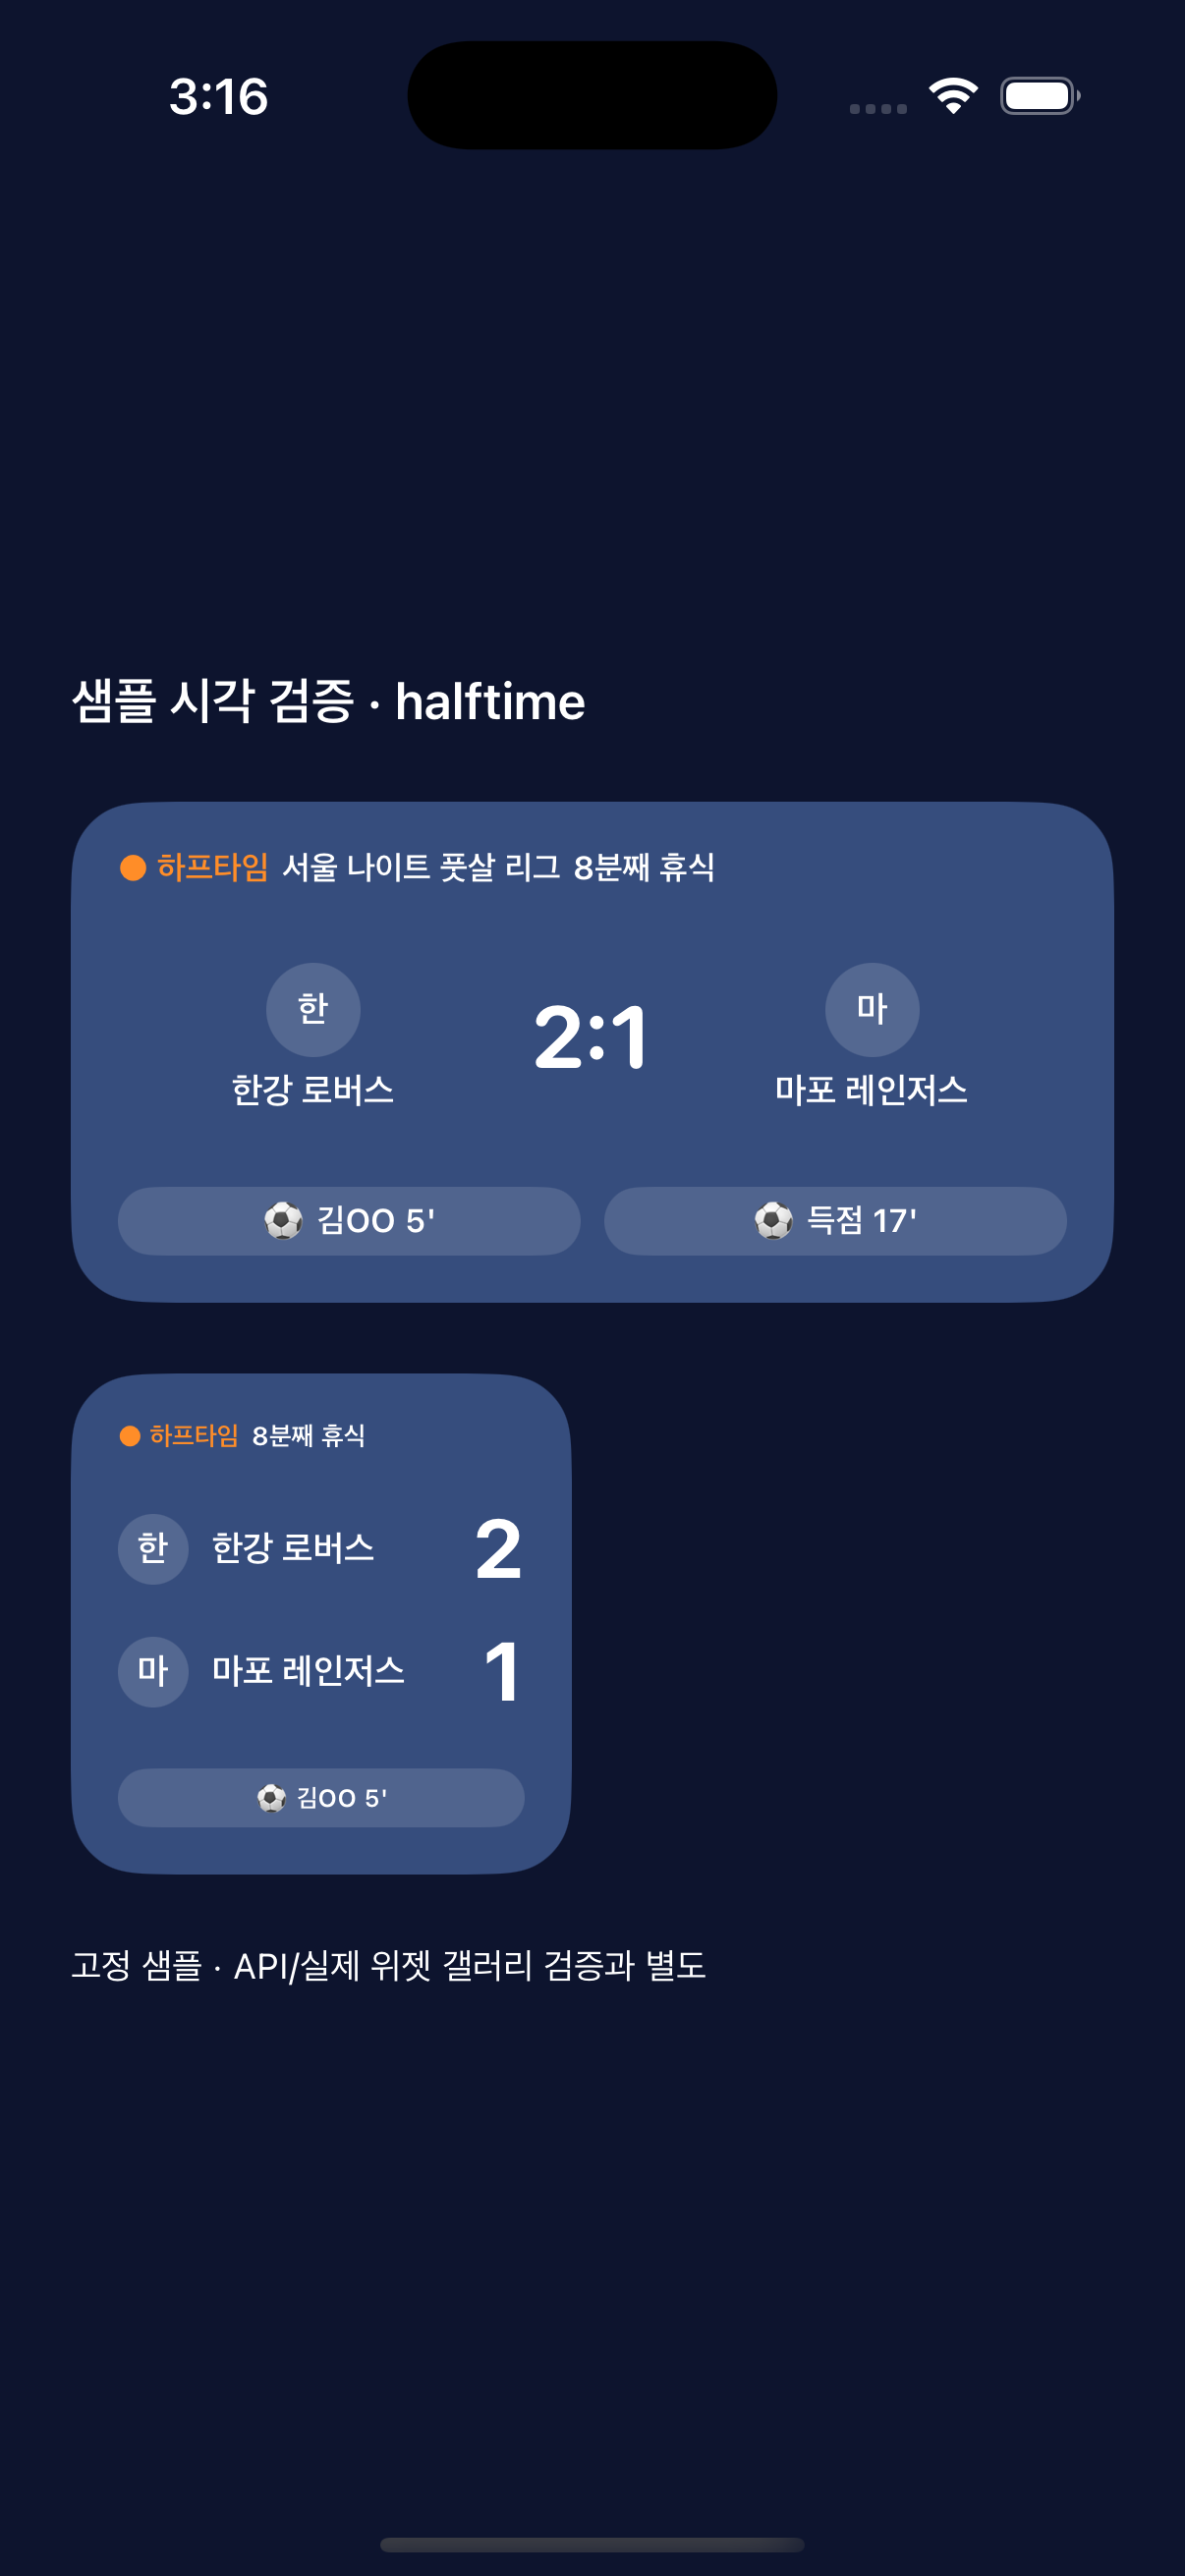 3:16
샘플 시각 검증 · halftime
하프타임 서울 나이트 풋살 리그 8분째 휴식
한 2:1 마
한강 로버스 마포 레인저스
⚽ 김OO 5' ⚽ 득점 17'
하프타임 8분째 휴식
한 한강 로버스 2
마 마포 레인저스 1
⚽ 김OO 5'
고정 샘플 · API/실제 위젯 갤러리 검증과 별도